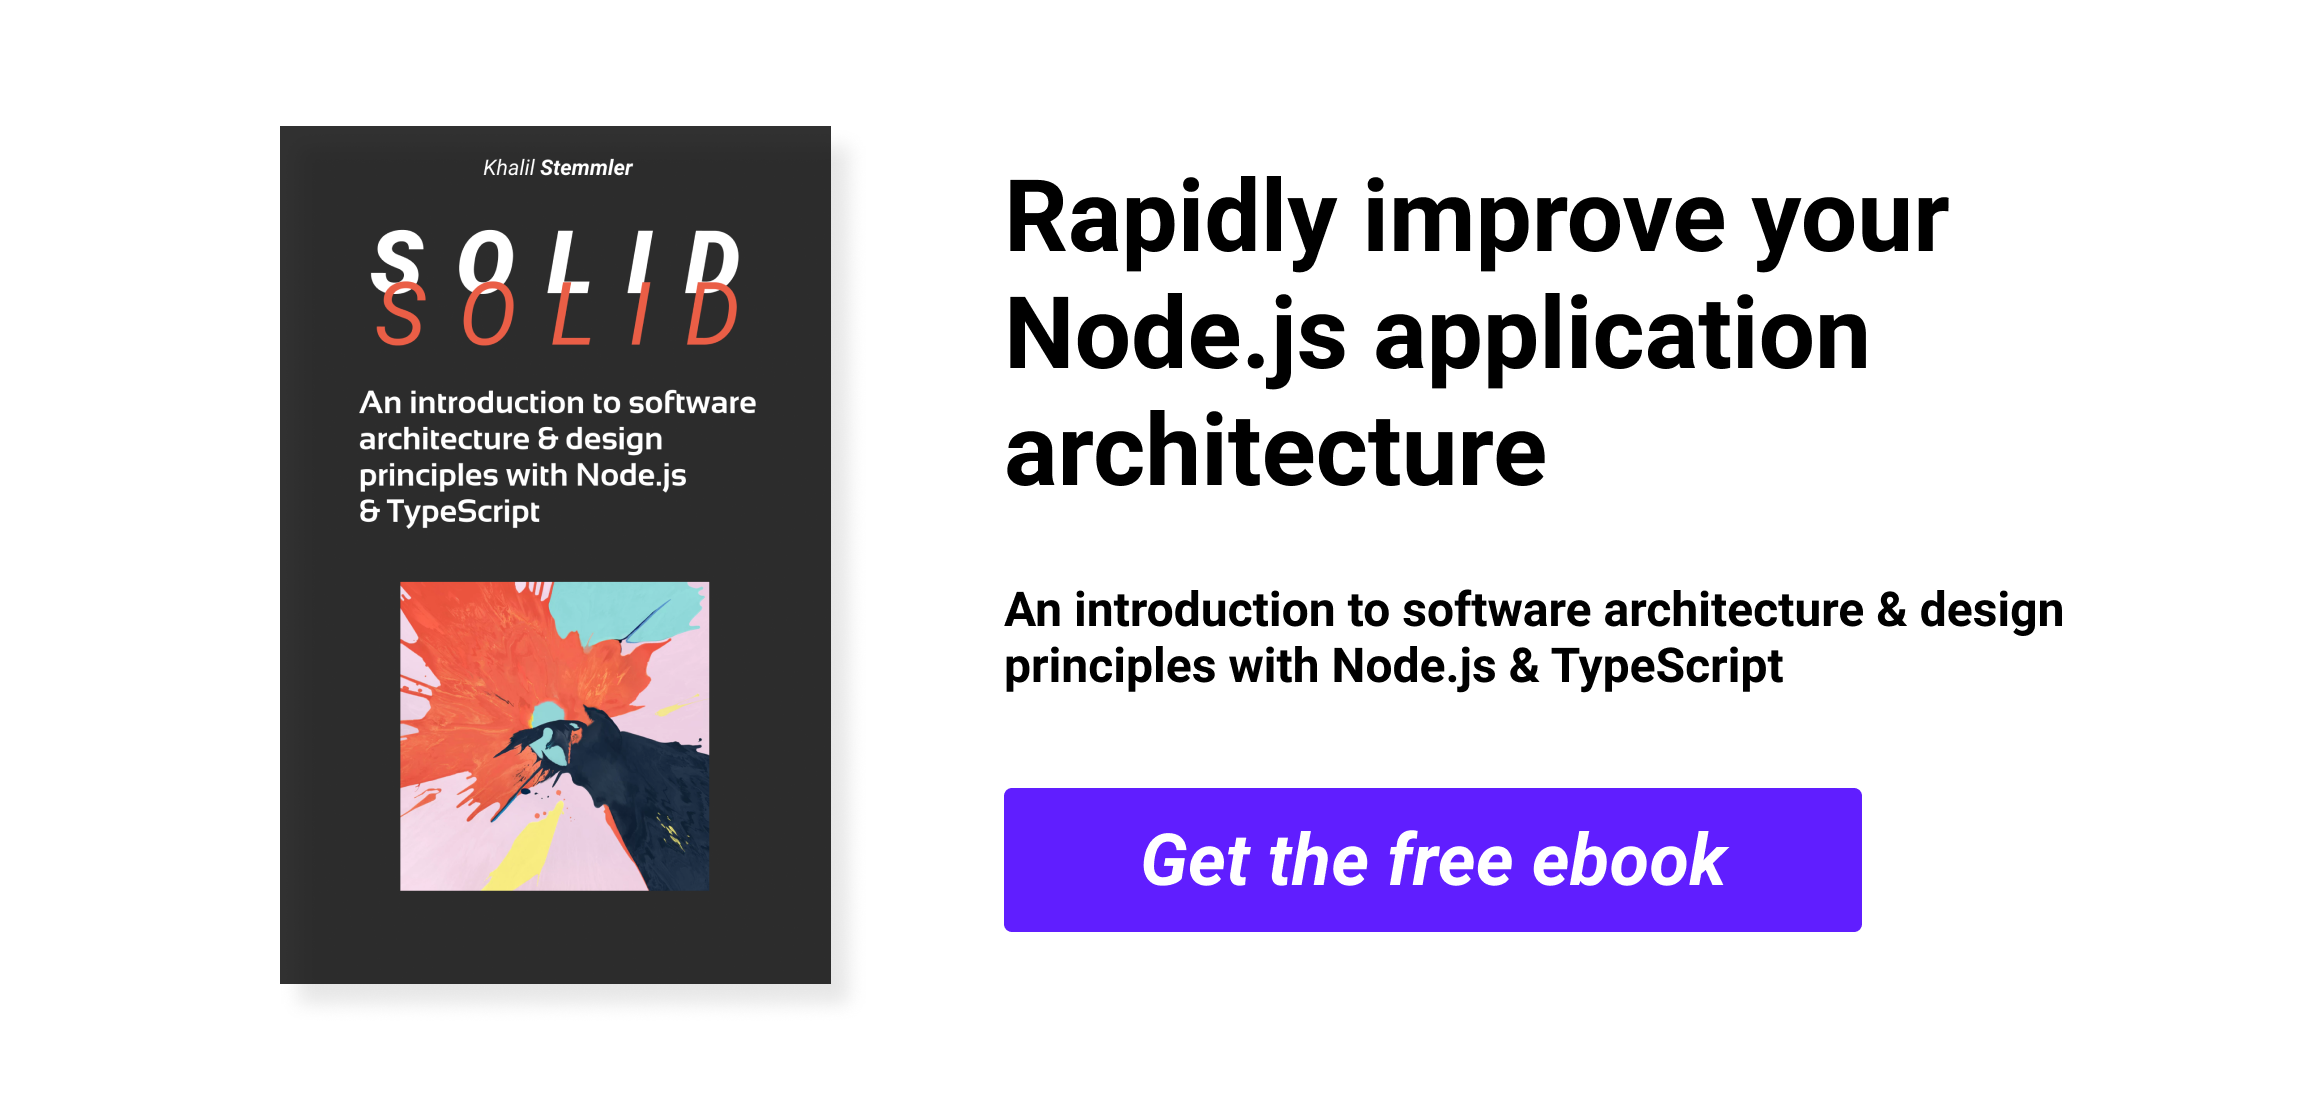 Khalil Stemmler
SOLID
SOLID
An introduction to software
architecture & design
principles with Node.js
& TypeScript
Rapidly improve your
Node.js application
architecture
An introduction to software architecture & design
principles with Node.js & TypeScript
Get the free ebook